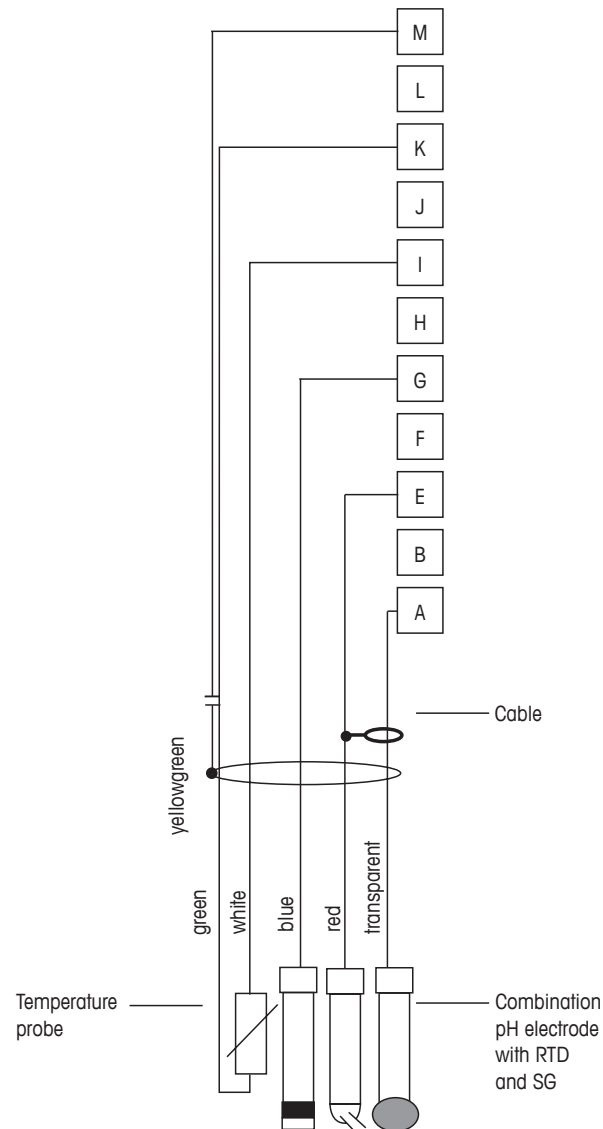 M
L
K
J
I
H
G
F
E
B
A
Cable
yellowgreen
green
white
blue
red
transparent
Temperature
probe
Combination
pH electrode
with RTD
and SG